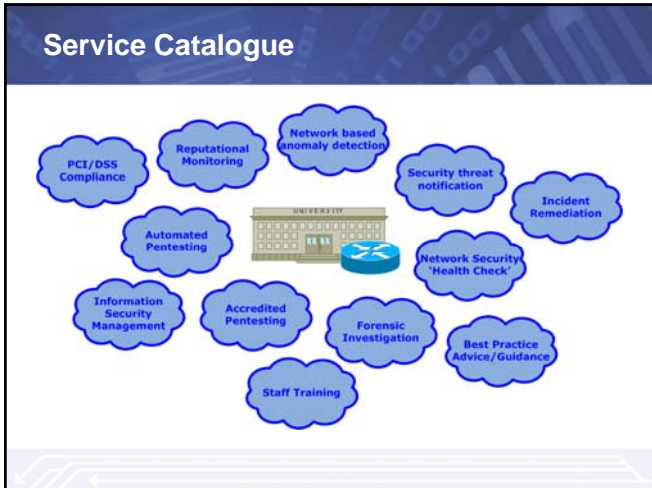 Service Catalogue
Network based
anomaly detection
Reputational
Monitoring
PCI/DSS
Compliance
Security threat
notification
Incident
Remediation
UNIVERSITY
Automated
Pentesting
Network Security
‘Health Check’
Information
Security
Management
Accredited
Pentesting
Forensic
Investigation
Best Practice
Advice/Guidance
Staff Training